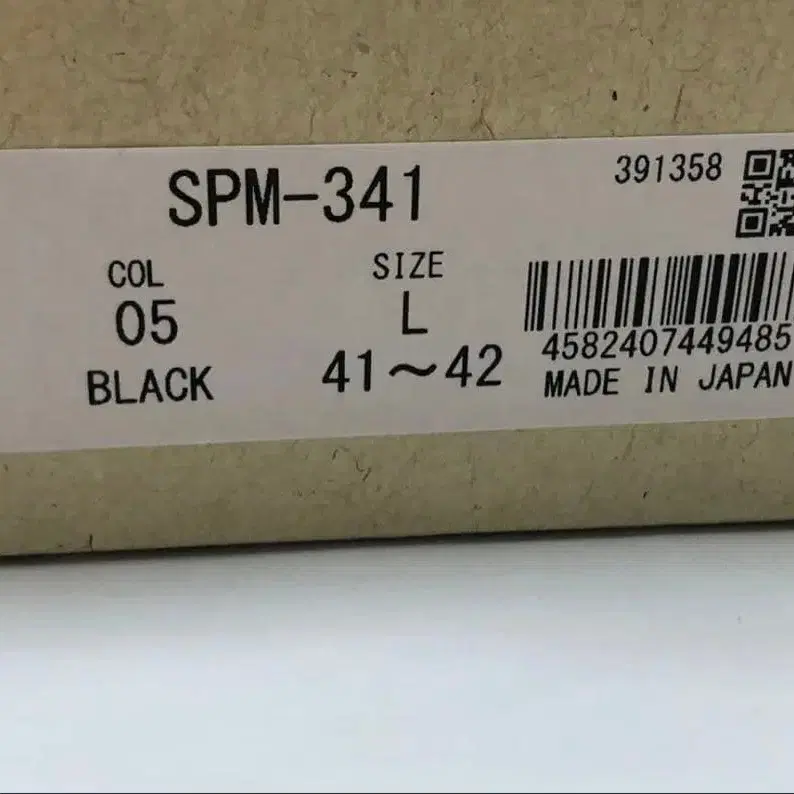 SPM-341
391358
COL
05
BLACK
SIZE
L
41～42
4582407449485
MADE IN JAPAN